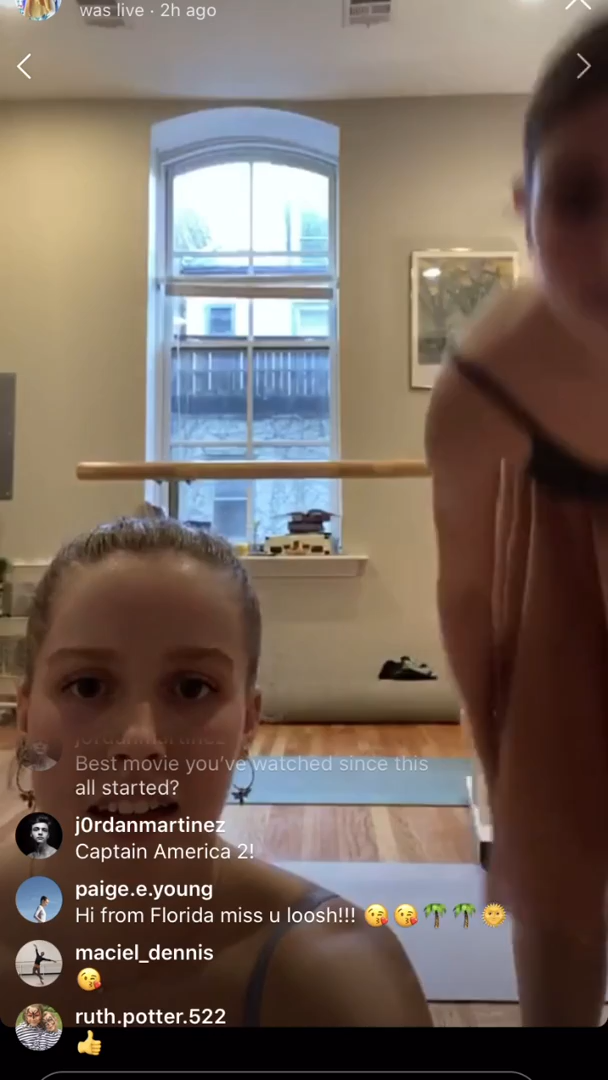 was live · 2h ago
j0rdanmartinez
Best movie you've watched since this
all started?
j0rdanmartinez
Captain America 2!
paige.e.young
Hi from Florida miss u loosh!!! 😘 😘 🌴 🌴 🌞
maciel_dennis
😘
ruth.potter.522
👍